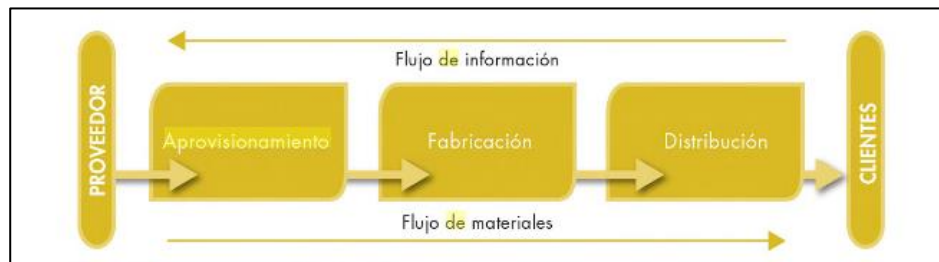 Flujo de información
PROVEEDOR
Aprovisionamiento
Fabricación
Distribución
CLIENTES
Flujo de materiales